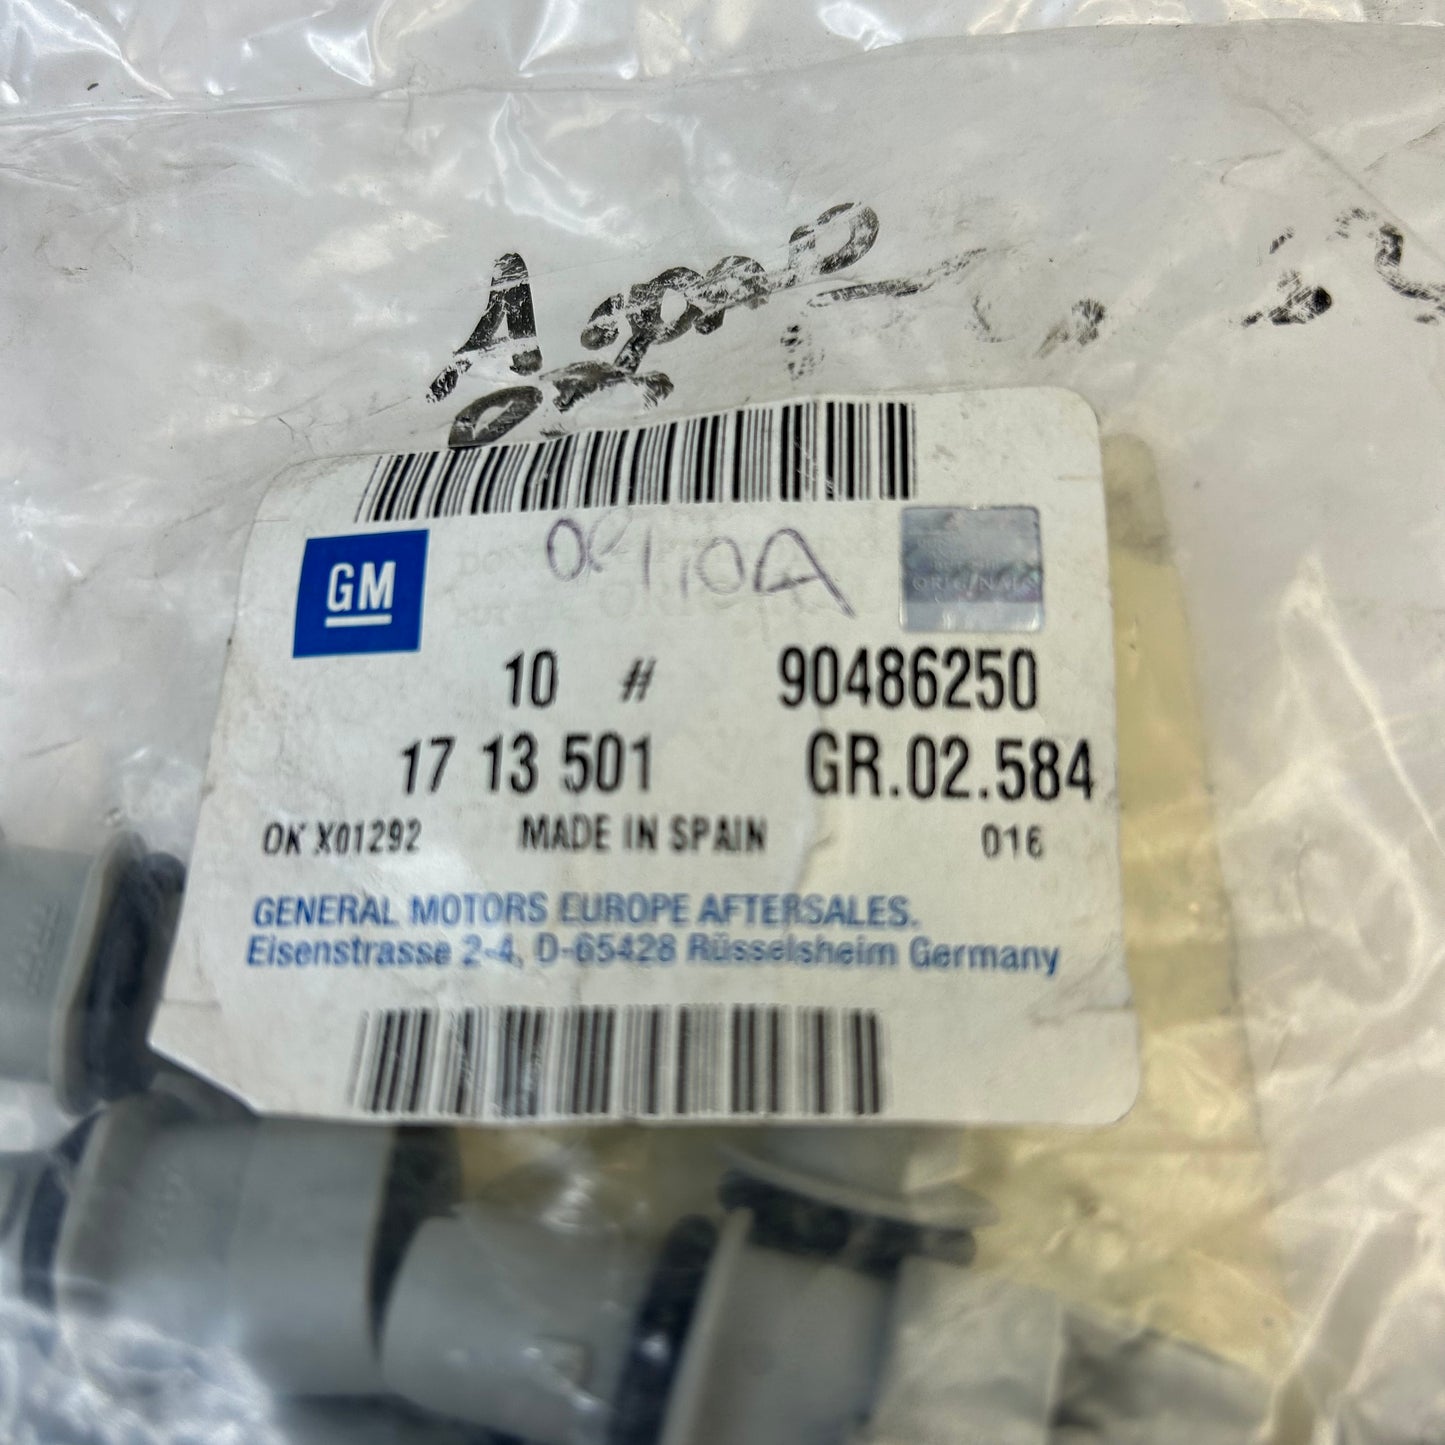 GM
ORIGINAL
10 # 90486250
17 13 501 GR.02.584
OK X01292 MADE IN SPAIN 016
GENERAL MOTORS EUROPE AFTERSALES.
Eisenstrasse 2-4, D-65428 Rüsselsheim Germany